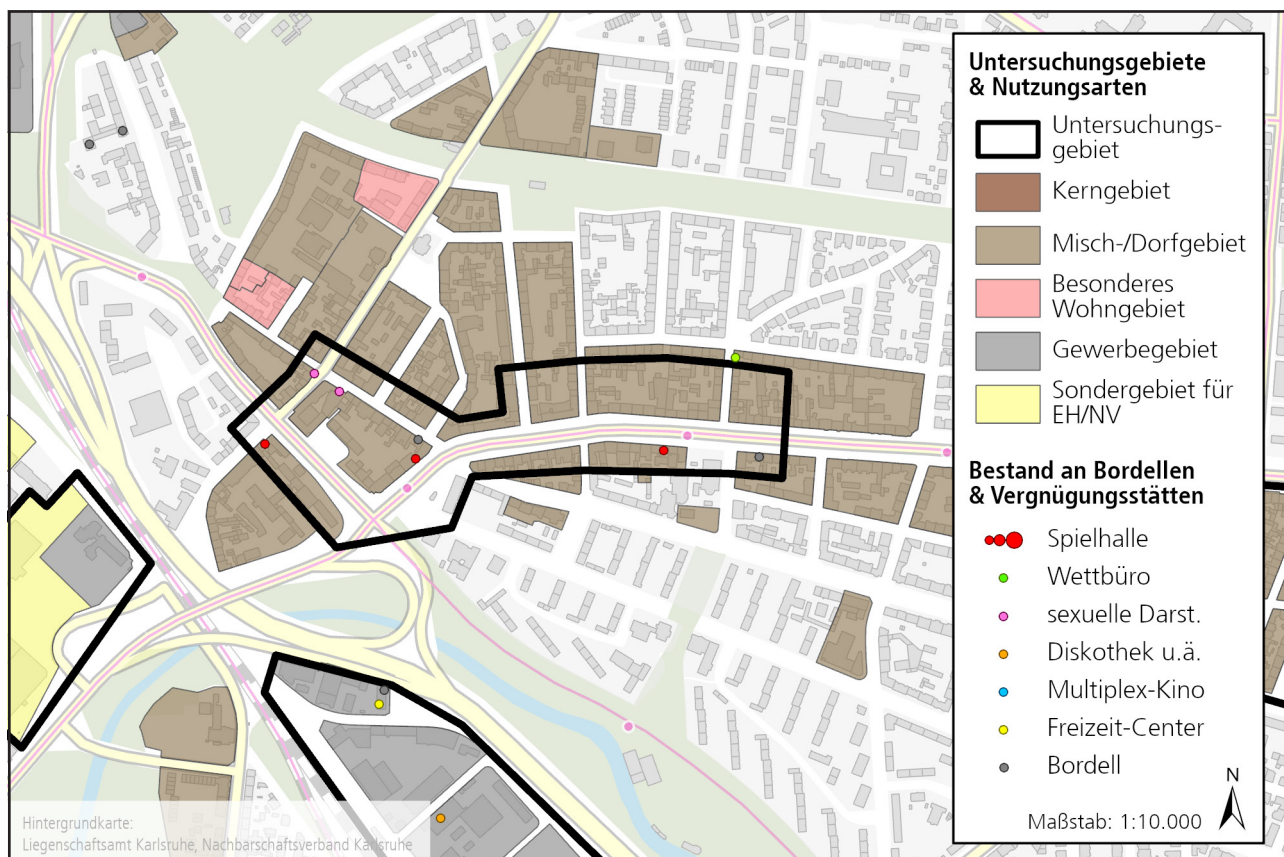 Untersuchungsgebiete
& Nutzungsarten
Untersuchungs-
gebiet
Kerngebiet
Misch-/Dorfgebiet
Besonderes
Wohngebiet
Gewerbegebiet
Sondergebiet für
EH/NV
Bestand an Bordellen
& Vergnügungsstätten
Spielhalle
Wettbüro
sexuelle Darst.
Diskothek u.ä.
Multiplex-Kino
Freizeit-Center
Bordell
N
Maßstab: 1:10.000
Hintergrundkarte:
Liegenschaftsamt Karlsruhe, Nachbarschaftsverband Karlsruhe